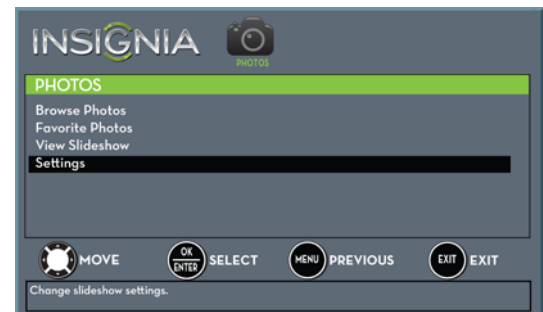 INSIGNIA
PHOTOS
PHOTOS
Browse Photos
Favorite Photos
View Slideshow
Settings
MOVE OK ENTER SELECT MENU PREVIOUS EXIT EXIT
Change slideshow settings.